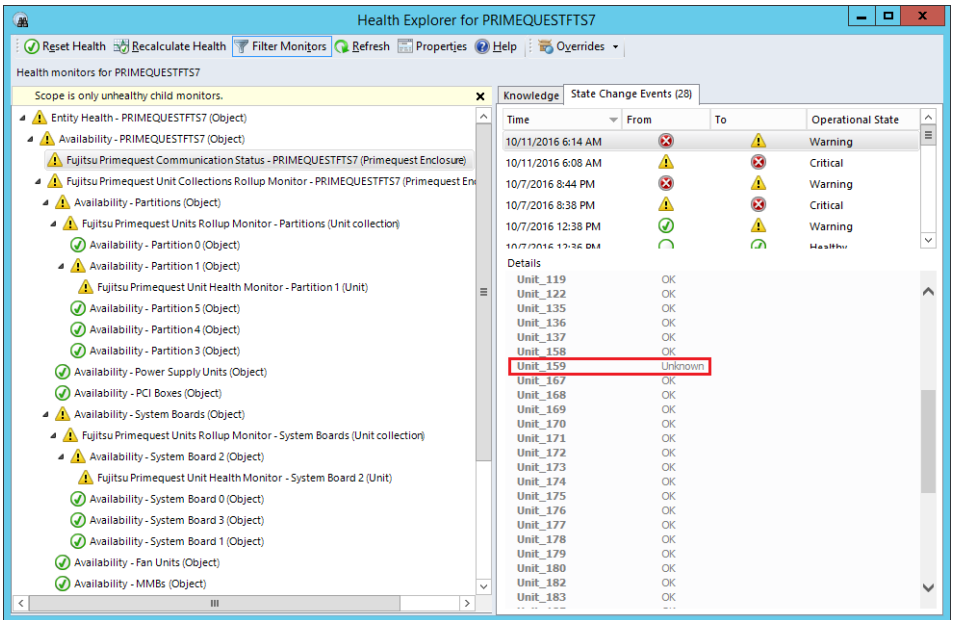 Health Explorer for PRIMEQUESTFTS7
Reset Health Recalculate Health Filter Monitors Refresh Properties Help Overrides
Health monitors for PRIMEQUESTFTS7
Scope is only unhealthy child monitors.
Entity Health - PRIMEQUESTFTS7 (Object)
Availability - PRIMEQUESTFTS7 (Object)
Fujitsu Primequest Communication Status - PRIMEQUESTFTS7 (Primequest Enclosure)
Fujitsu Primequest Unit Collections Rollup Monitor - PRIMEQUESTFTS7 (Primequest En
Availability - Partitions (Object)
Fujitsu Primequest Units Rollup Monitor - Partitions (Unit collection)
Availability - Partition 0 (Object)
Availability - Partition 1 (Object)
Fujitsu Primequest Unit Health Monitor - Partition 1 (Unit)
Availability - Partition 5 (Object)
Availability - Partition 4 (Object)
Availability - Partition 3 (Object)
Availability - Power Supply Units (Object)
Availability - PCI Boxes (Object)
Availability - System Boards (Object)
Fujitsu Primequest Units Rollup Monitor - System Boards (Unit collection)
Availability - System Board 2 (Object)
Fujitsu Primequest Unit Health Monitor - System Board 2 (Unit)
Availability - System Board 0 (Object)
Availability - System Board 3 (Object)
Availability - System Board 1 (Object)
Availability - Fan Units (Object)
Availability - MMBs (Object)
Knowledge State Change Events (28)
Time From To Operational State
10/11/2016 6:14 AM Warning
10/11/2016 6:08 AM Critical
10/7/2016 8:44 PM Warning
10/7/2016 8:38 PM Critical
10/7/2016 12:38 PM Warning
10/7/2016 12:36 PM Healthy
Details
Unit_119 OK
Unit_122 OK
Unit_135 OK
Unit_136 OK
Unit_137 OK
Unit_158 OK
Unit_159 Unknown
Unit_167 OK
Unit_168 OK
Unit_169 OK
Unit_170 OK
Unit_171 OK
Unit_172 OK
Unit_173 OK
Unit_174 OK
Unit_175 OK
Unit_176 OK
Unit_177 OK
Unit_178 OK
Unit_179 OK
Unit_180 OK
Unit_182 OK
Unit_183 OK